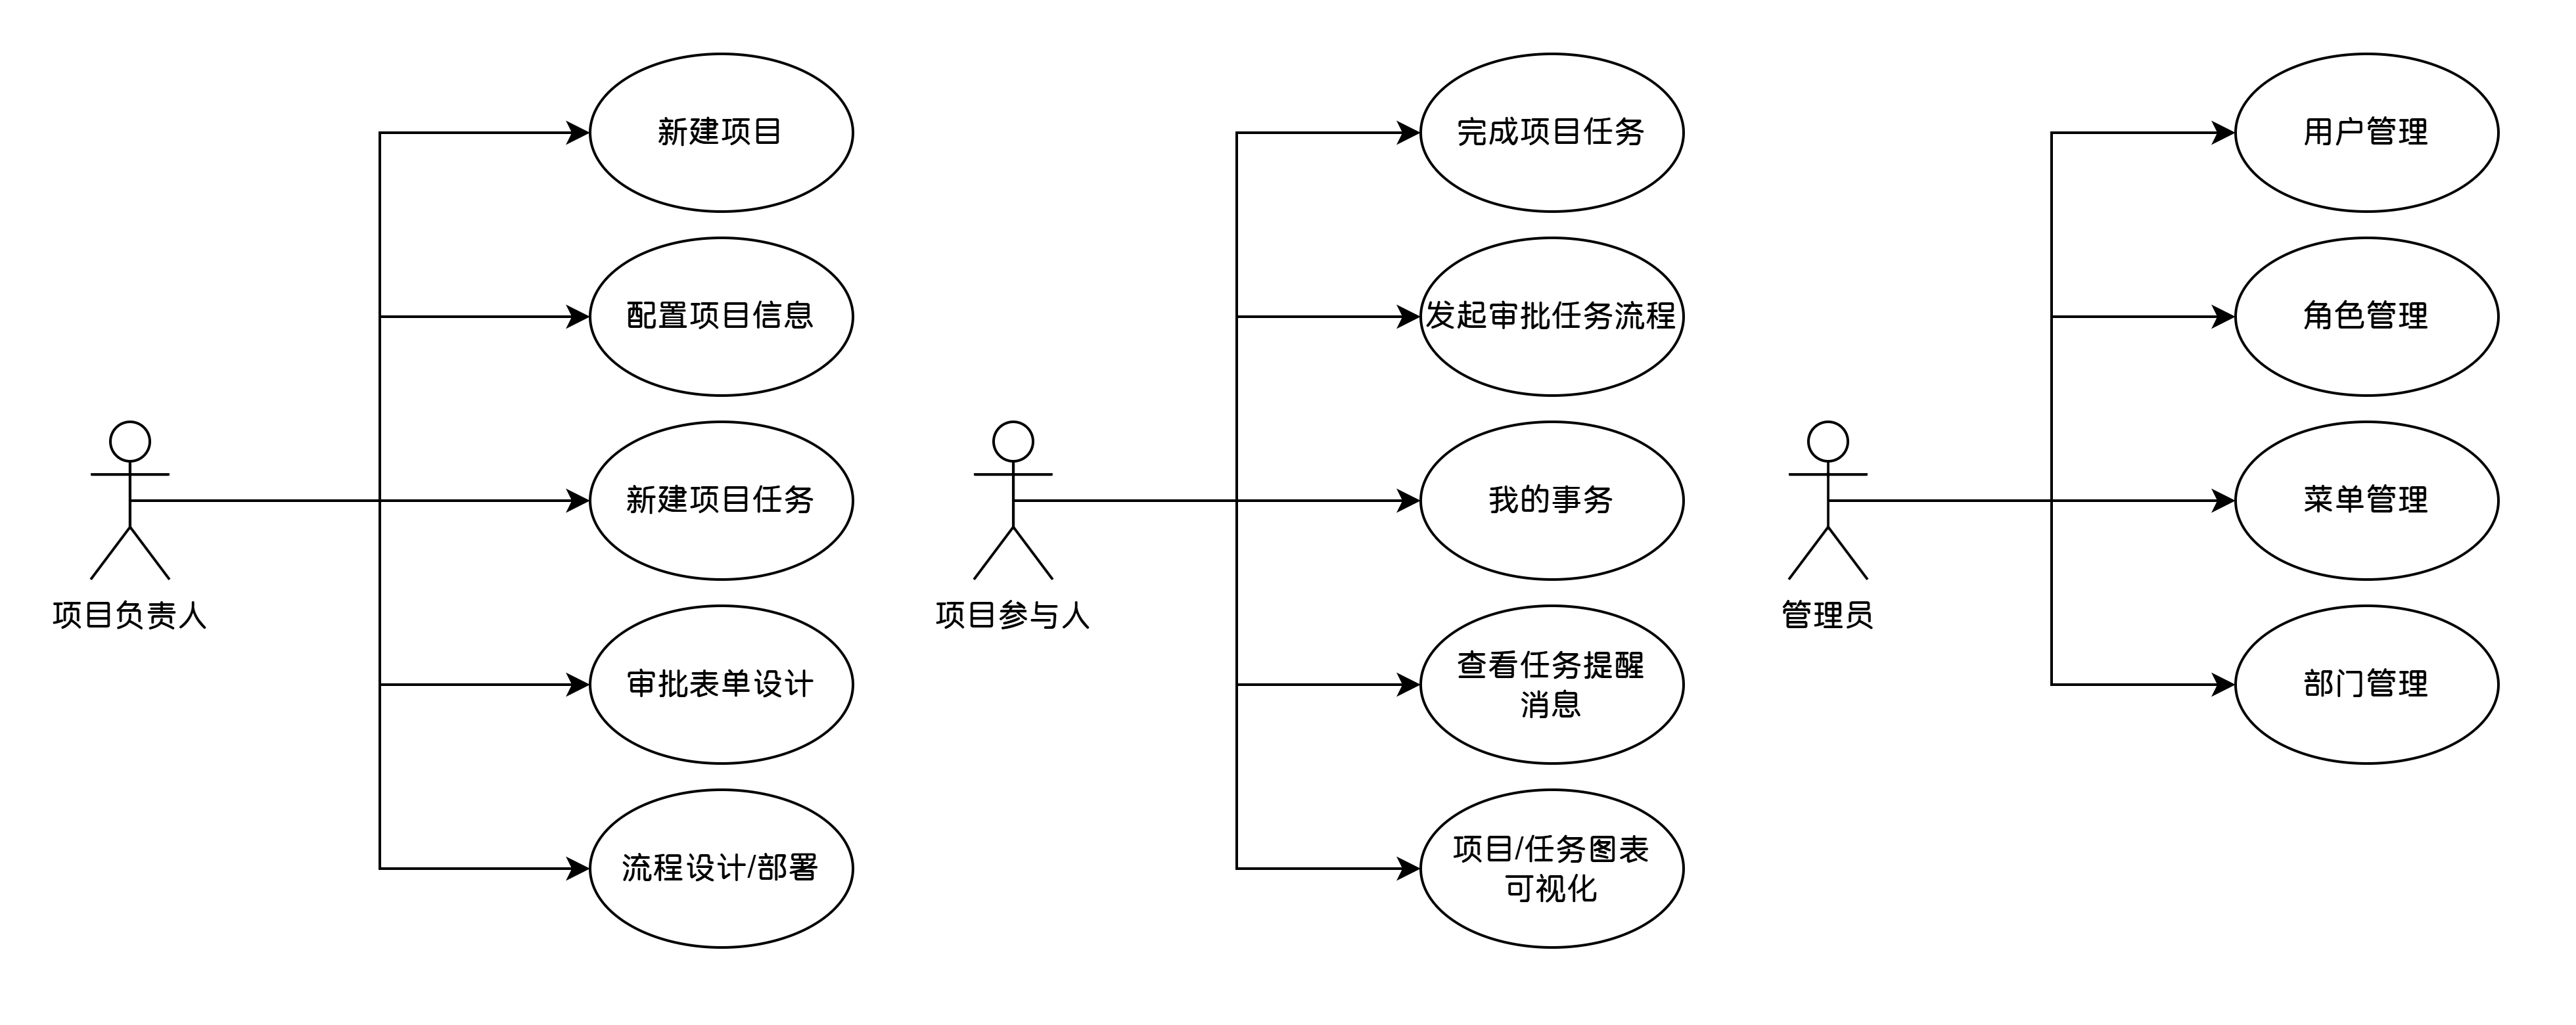 新建项目
配置项目信息
新建项目任务
审批表单设计
流程设计/部署
项目负责人
完成项目任务
发起审批任务流程
我的事务
查看任务提醒
消息
项目/任务图表
可视化
项目参与人
用户管理
角色管理
菜单管理
部门管理
管理员